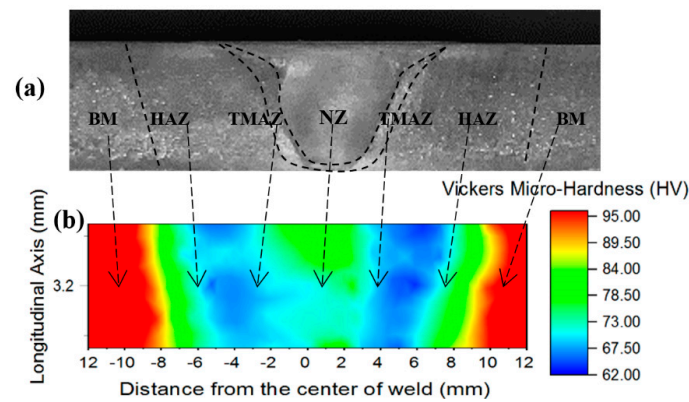 (a)
BM HAZ TMAZ NZ TMAZ HAZ BM
Vickers Micro-Hardness (HV)
(b)
Longitudinal Axis (mm)
3.2
95.00
89.50
84.00
78.50
73.00
67.50
62.00
12 -10 -8 -6 -4 -2 0 2 4 6 8 10 12
Distance from the center of weld (mm)